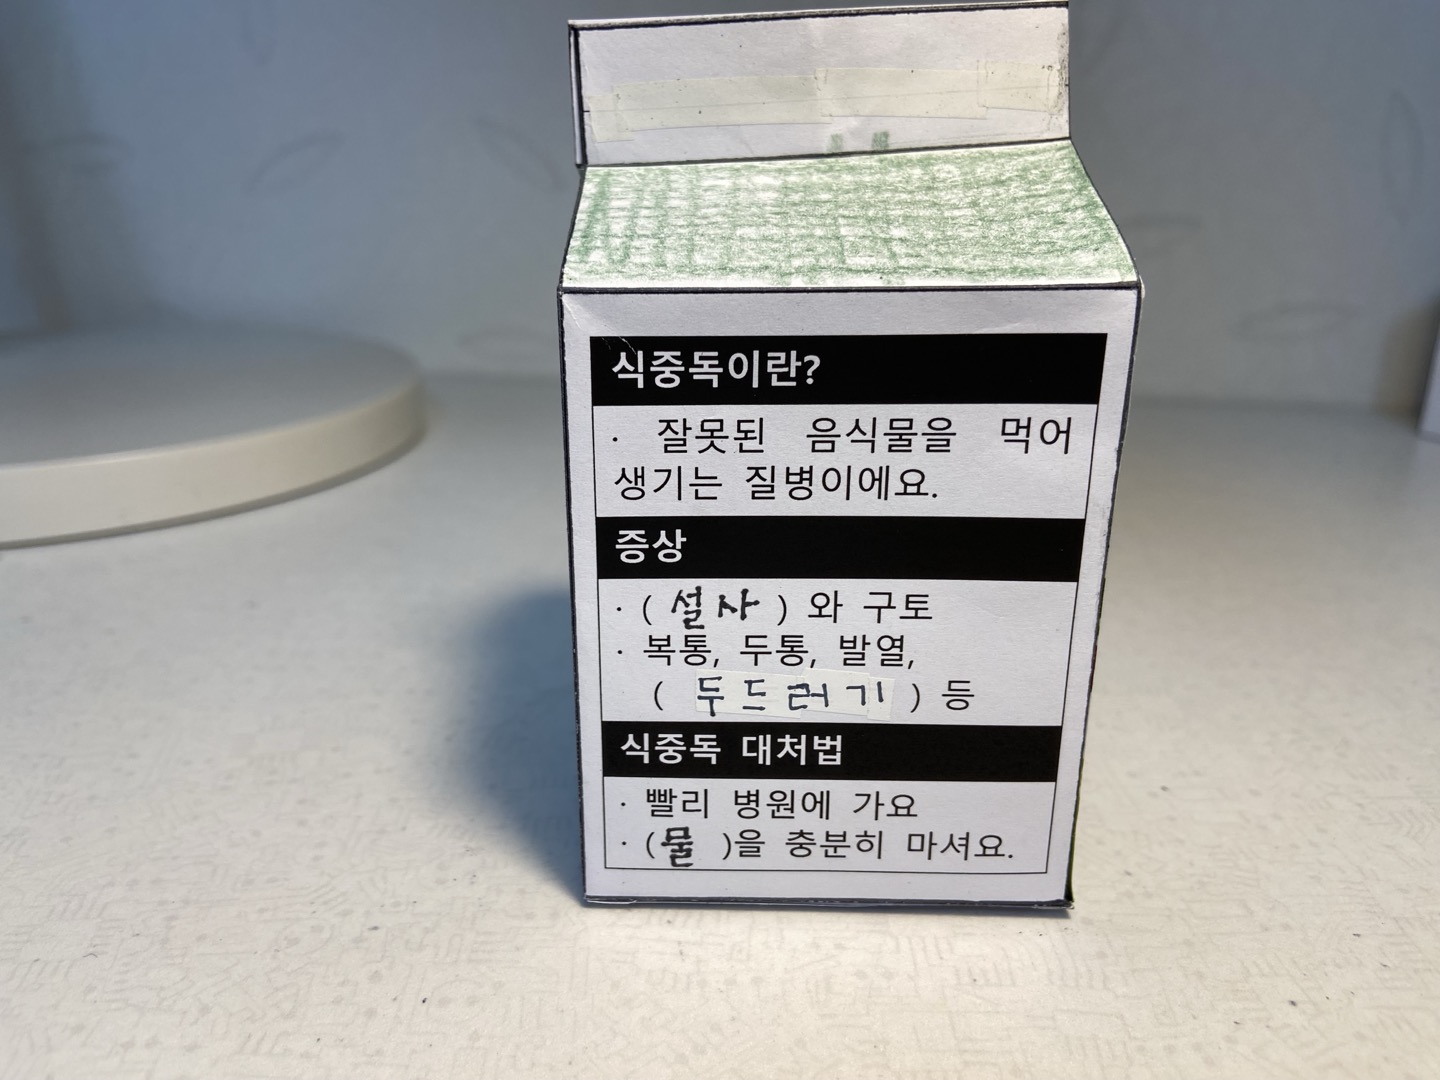 식중독이란?
· 잘못된 음식물을 먹어
생기는 질병이에요.
증상
· ( 설사 ) 와 구토
· 복통, 두통, 발열,
( 두드러기 ) 등
식중독 대처법
· 빨리 병원에 가요
· (물 )을 충분히 마셔요.